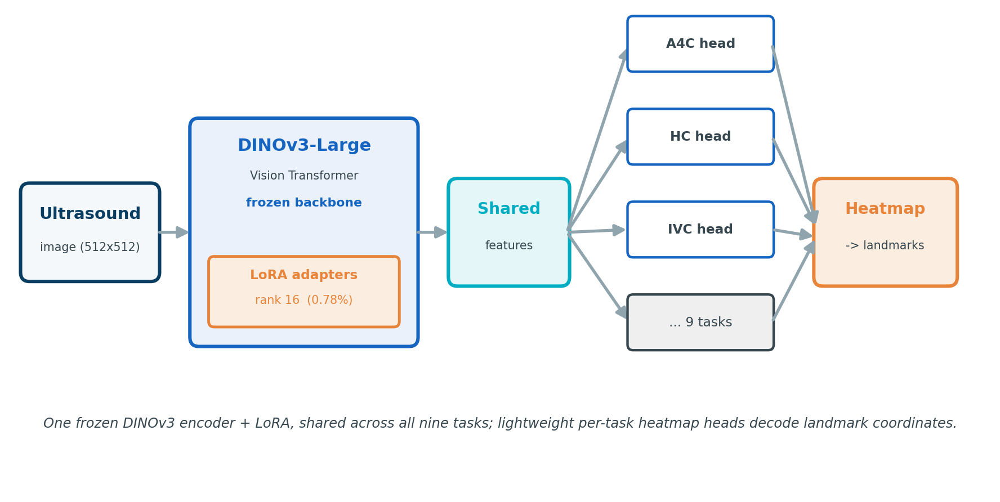 Ultrasound
image (512x512)
DINOv3-Large
Vision Transformer
frozen backbone
LoRA adapters
rank 16  (0.78%)
Shared
features
A4C head
HC head
IVC head
... 9 tasks
Heatmap
-> landmarks
One frozen DINOv3 encoder + LoRA, shared across all nine tasks; lightweight per-task heatmap heads decode landmark coordinates.